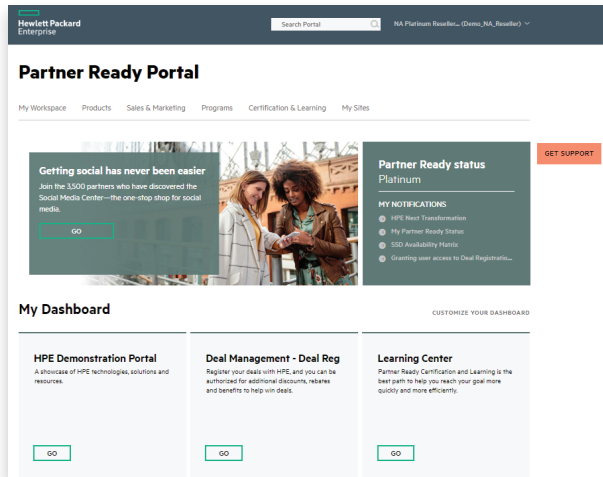 Hewlett Packard
Enterprise
Search Portal
NA Platinum Reseller... (Demo_NA_Reseller)
Partner Ready Portal
My Workspace Products Sales & Marketing Programs Certification & Learning My Sites
GET SUPPORT
Getting social has never been easier
Join the 3,500 partners who have discovered the
Social Media Center—the one-stop shop for social
media.
GO
Partner Ready status
Platinum
MY NOTIFICATIONS
HPE Next Transformation
My Partner Ready Status
SSD Availability Matrix
Granting user access to Deal Registratio...
My Dashboard
CUSTOMIZE YOUR DASHBOARD
HPE Demonstration Portal
A showcase of HPE technologies, solutions and
resources.
GO
Deal Management - Deal Reg
Register your deals with HPE, and you can be
authorized for additional discounts, rebates
and benefits to help win deals.
GO
Learning Center
Partner Ready Certification and Learning is the
best path to help you reach your goal more
quickly and more efficiently.
GO